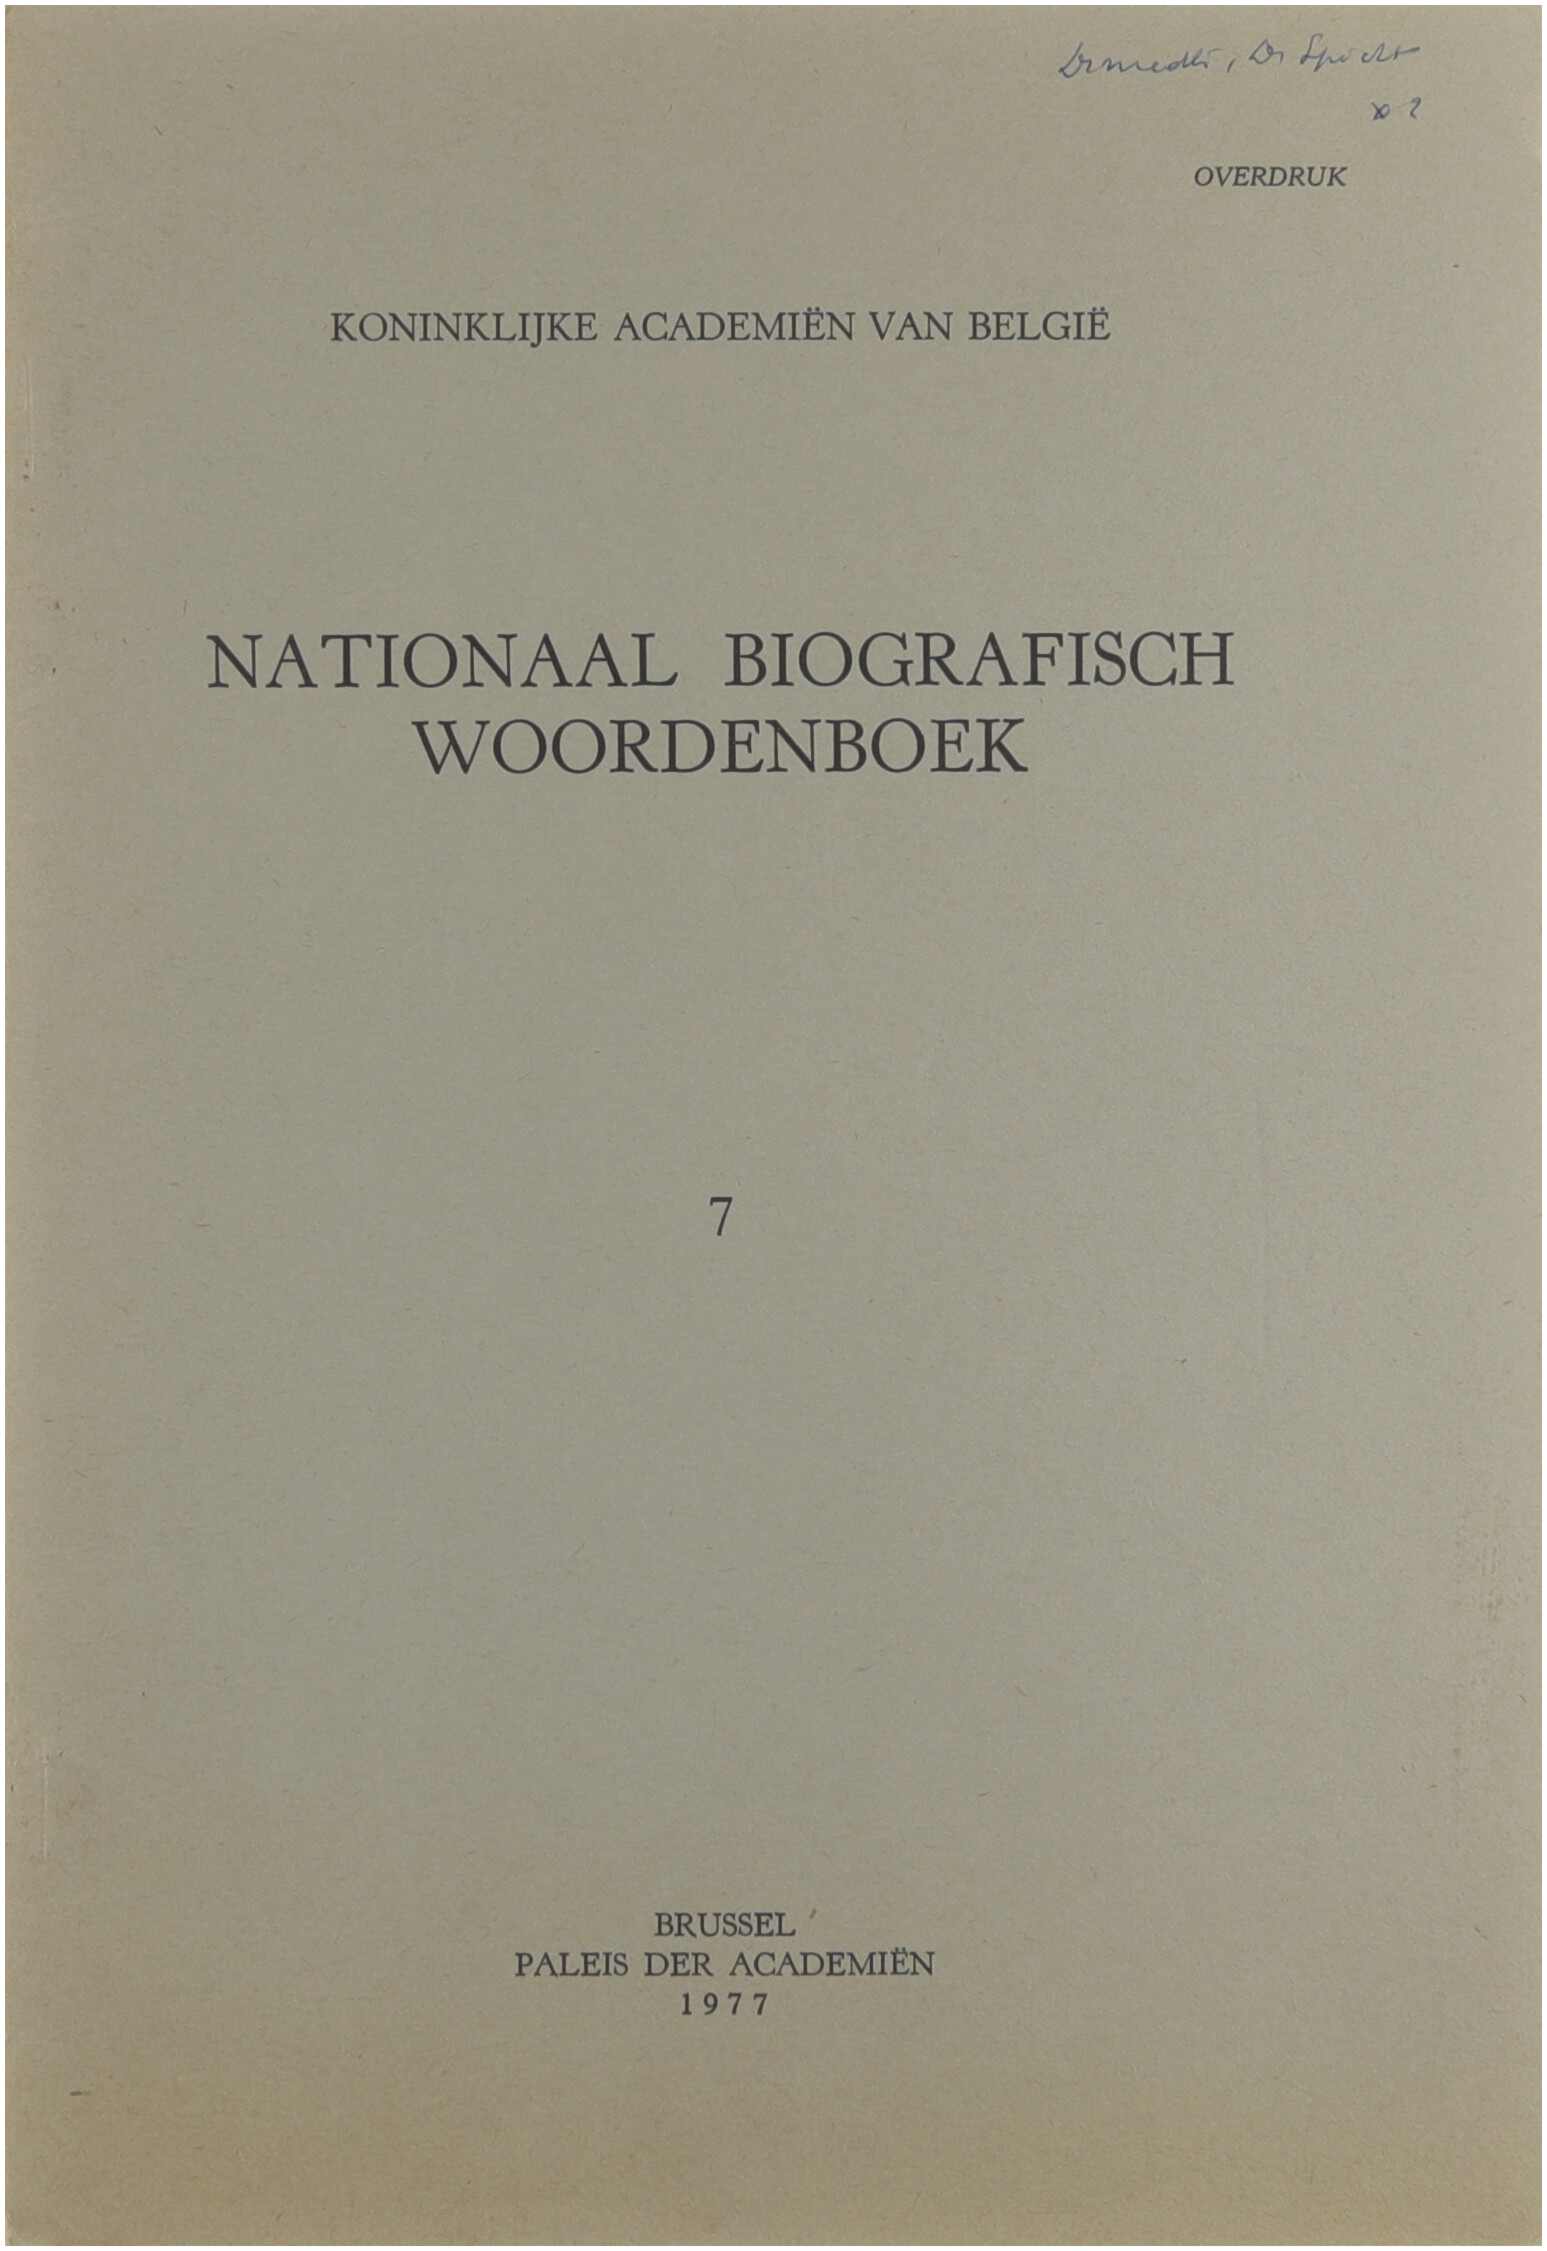 OVERDRUK
KONINKLIJKE ACADEMIËN VAN BELGIË
NATIONAAL BIOGRAFISCH
WOORDENBOEK
7
BRUSSEL
PALEIS DER ACADEMIËN
1977